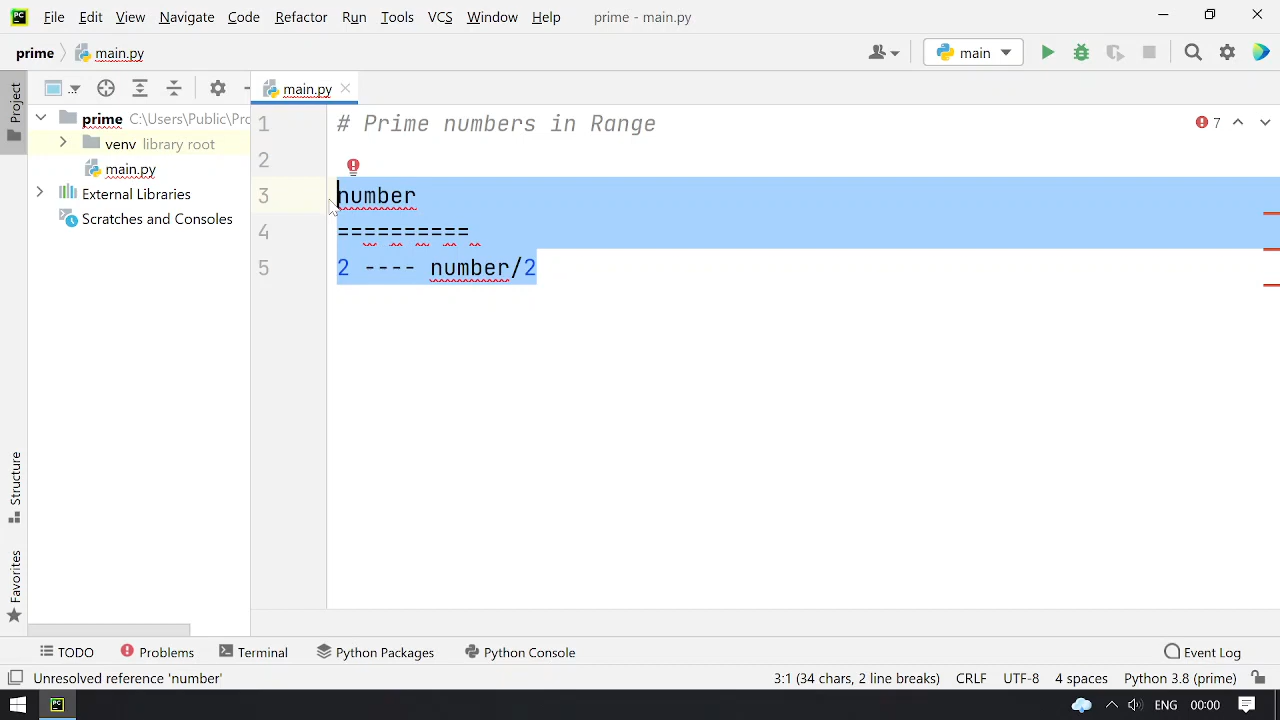 PC File Edit View Navigate Code Refactor Run Tools VCS Window Help prime - main.py
prime main.py main
Project
main.py
prime C:\Users\Public\Pro
venv library root
main.py
External Libraries
Scratches and Consoles
1 # Prime numbers in Range
7
2
3 number
4 ==========
5 2 ---- number/2
Structure
Favorites
TODO Problems Terminal Python Packages Python Console Event Log
Unresolved reference 'number' 3:1 (34 chars, 2 line breaks) CRLF UTF-8 4 spaces Python 3.8 (prime)
PC ENG 00:00